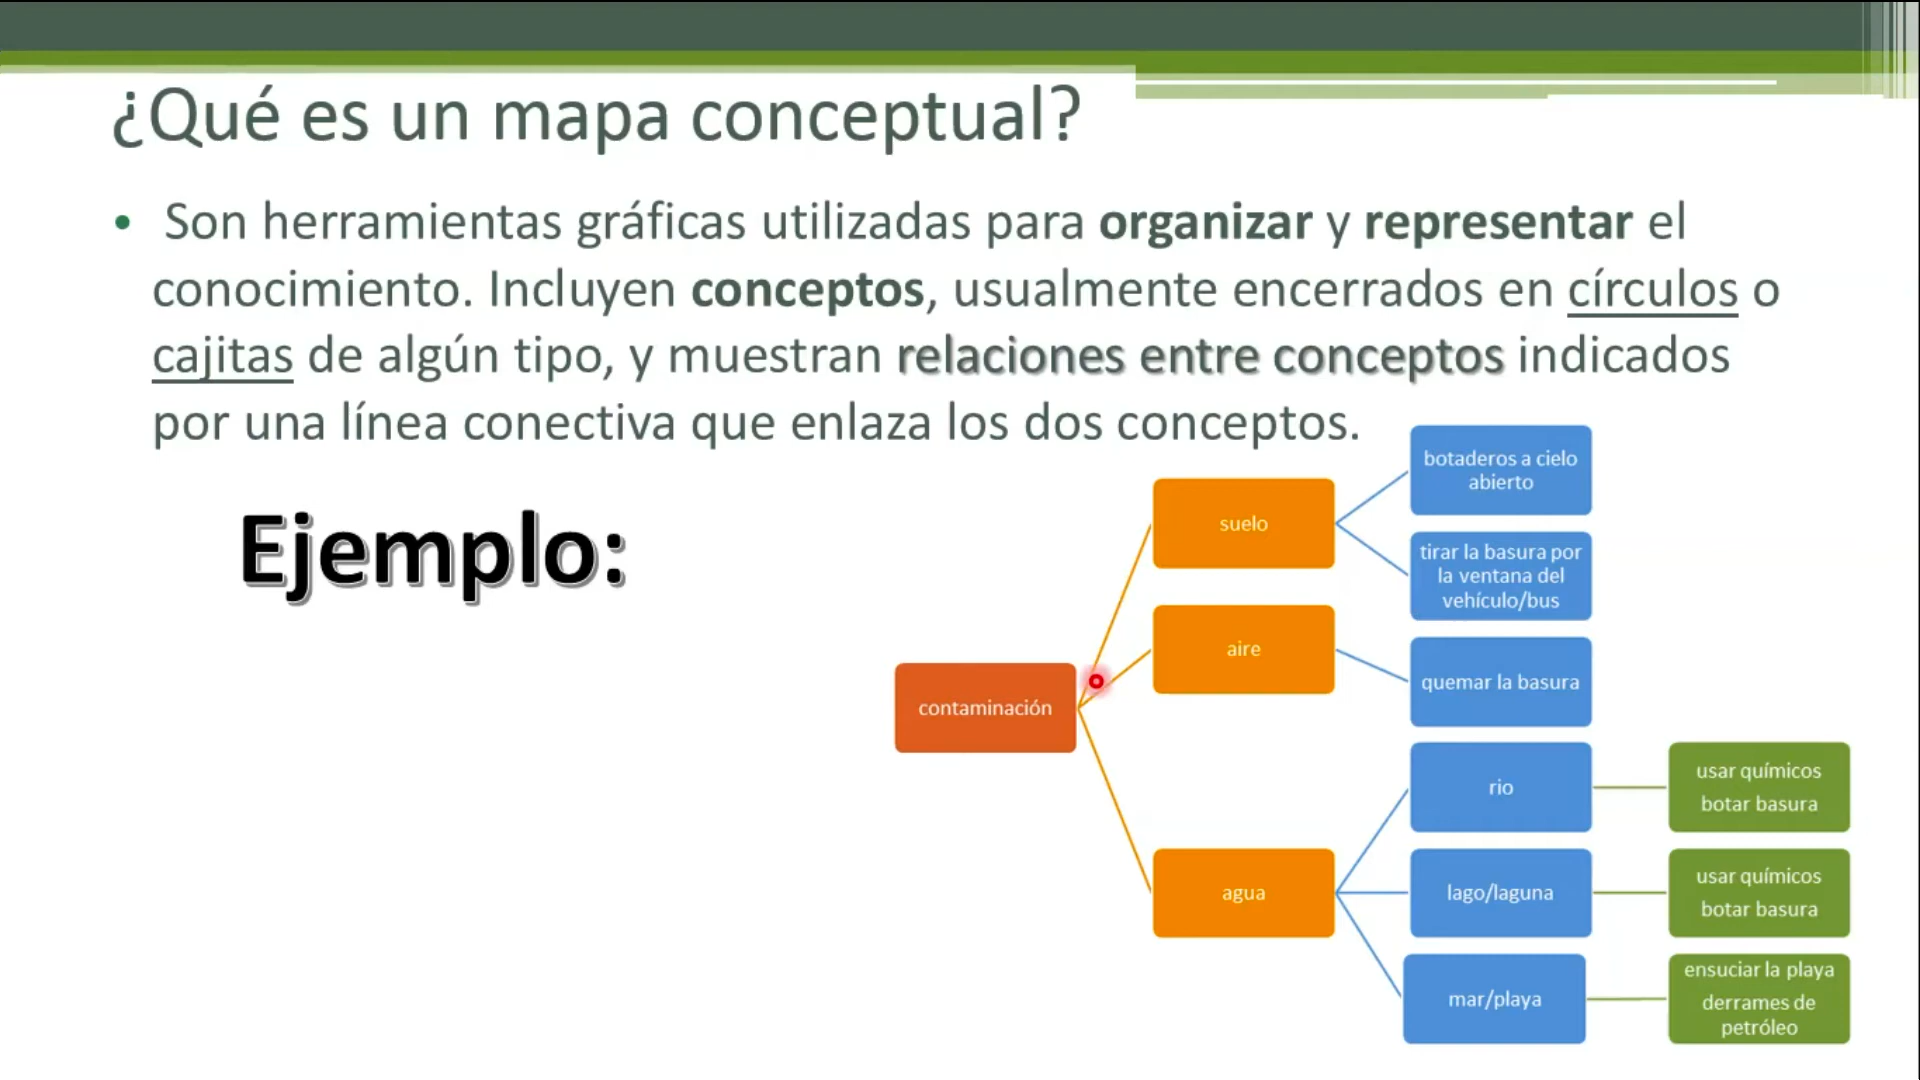 ¿Qué es un mapa conceptual?
• Son herramientas gráficas utilizadas para organizar y representar el
conocimiento. Incluyen conceptos, usualmente encerrados en círculos o
cajitas de algún tipo, y muestran relaciones entre conceptos indicados
por una línea conectiva que enlaza los dos conceptos.
Ejemplo:
contaminación
suelo
botaderos a cielo
abierto
tirar la basura por
la ventana del
vehículo/bus
aire
quemar la basura
agua
rio
usar químicos
botar basura
lago/laguna
usar químicos
botar basura
mar/playa
ensuciar la playa
derrames de
petróleo